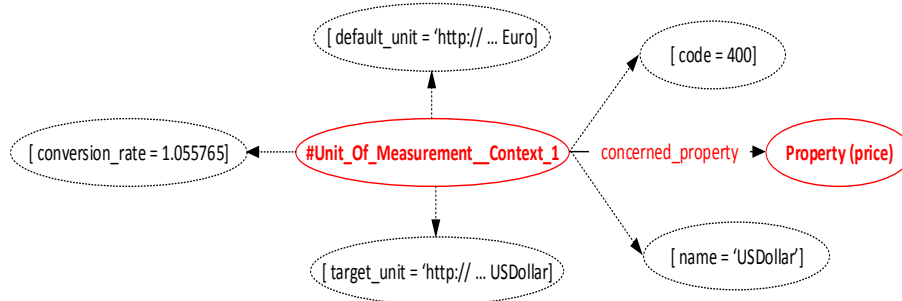 [ default_unit = ‘http:// ... Euro]
[ code = 400]
[ conversion_rate = 1.055765]
#Unit_Of_Measurement__Context_1
concerned_property
Property (price)
[ target_unit = ‘http:// ... USDollar]
[ name = ‘USDollar’]